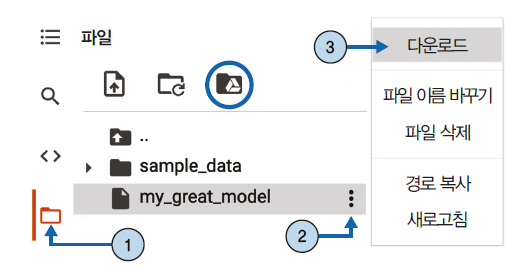 파일
..
sample_data
my_great_model
1
2
3
다운로드
파일 이름 바꾸기
파일 삭제
경로 복사
새로고침